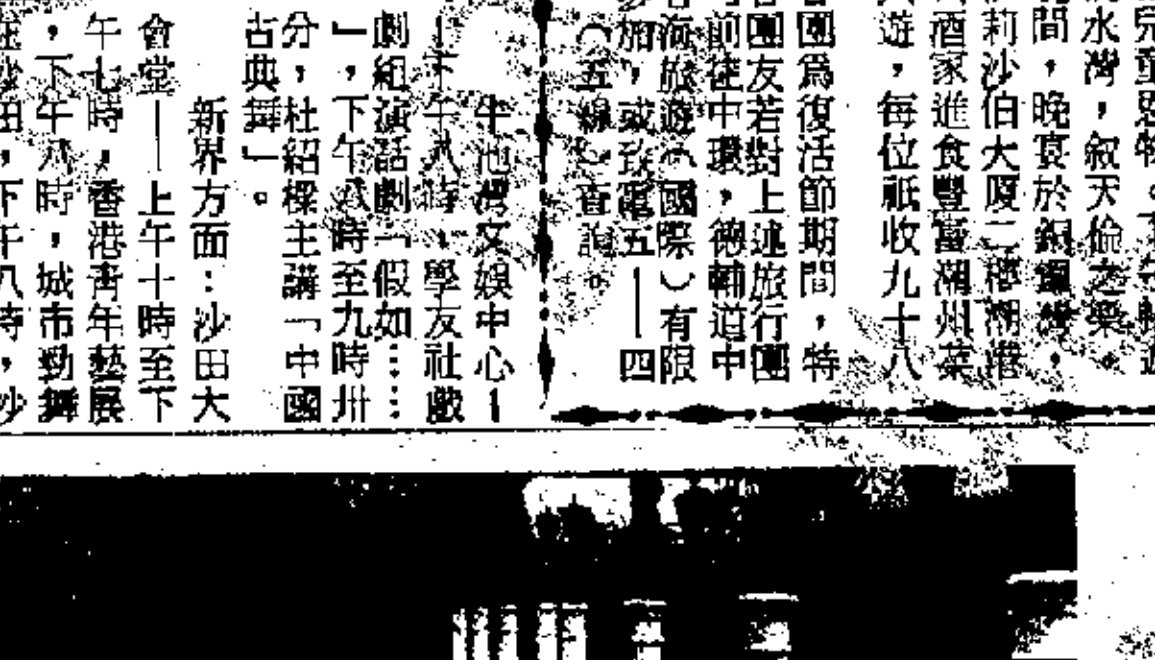 水灣，敘天倫之樂。
間，晚宴於銅鑼灣，
莉沙伯大廈二樓潮港
酒家進食豐富潮州菜
遊，每位祇收九十八
團爲復活節期間，特
團友若對上述旅行團
前往中環，德輔道中
海旅遊（國際）有限
加，或致電五——四
（五線）查詢。
牛池灣文娛中心—
—下午八時，學友社戲
劇組演話劇「假如……
」，下午八時至九時卅
分，杜紹樑主講「中國
古典舞」。
新界方面：沙田大
會堂——上午十時至下
午七時，香港靑年藝展
，下午八時，城市勁舞
沙田，下午八時，沙